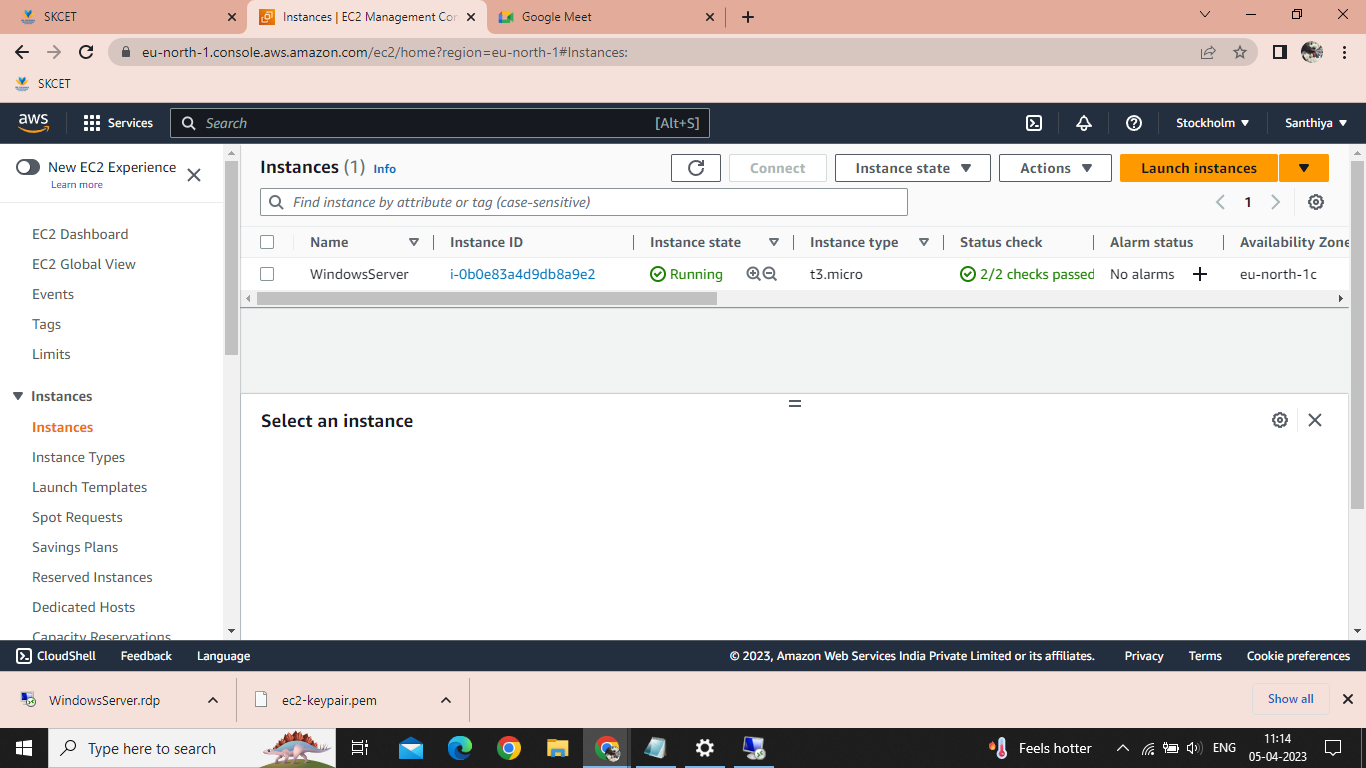 SKCET
Instances | EC2 Management Con
Google Meet
eu-north-1.console.aws.amazon.com/ec2/home?region=eu-north-1#Instances:
SKCET
aws
Services
Search
[Alt+S]
Stockholm
Santhiya
New EC2 Experience
Learn more
EC2 Dashboard
EC2 Global View
Events
Tags
Limits
Instances
Instances
Instance Types
Launch Templates
Spot Requests
Savings Plans
Reserved Instances
Dedicated Hosts
Capacity Reservations
Instances (1) Info
Connect
Instance state
Actions
Launch instances
Find instance by attribute or tag (case-sensitive)
1
Name Instance ID Instance state Instance type Status check Alarm status Availability Zone
WindowsServer i-0b0e83a4d9db8a9e2 Running t3.micro 2/2 checks passed No alarms eu-north-1c
Select an instance
CloudShell Feedback Language
© 2023, Amazon Web Services India Private Limited or its affiliates. Privacy Terms Cookie preferences
WindowsServer.rdp
ec2-keypair.pem
Show all
Type here to search
Feels hotter
ENG
11:14
05-04-2023